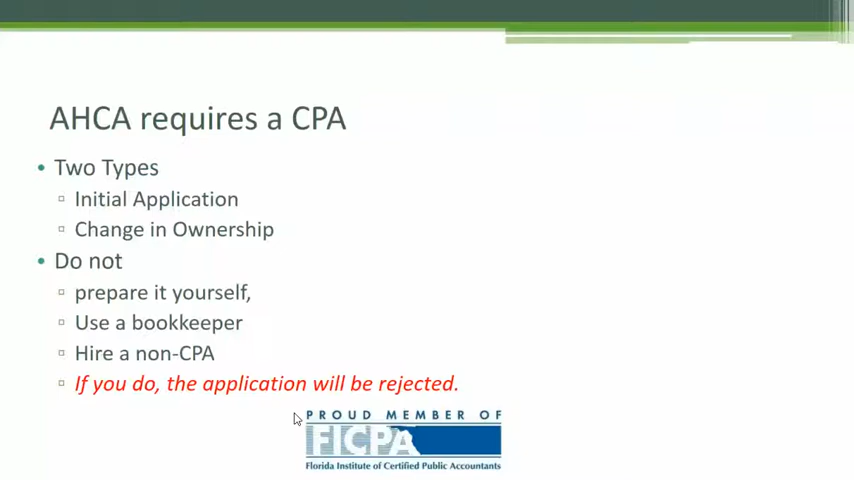 AHCA requires a CPA
• Two Types
▫ Initial Application
▫ Change in Ownership
• Do not
▫ prepare it yourself,
▫ Use a bookkeeper
▫ Hire a non-CPA
▫ If you do, the application will be rejected.
PROUD MEMBER OF
FICPA
Florida Institute of Certified Public Accountants